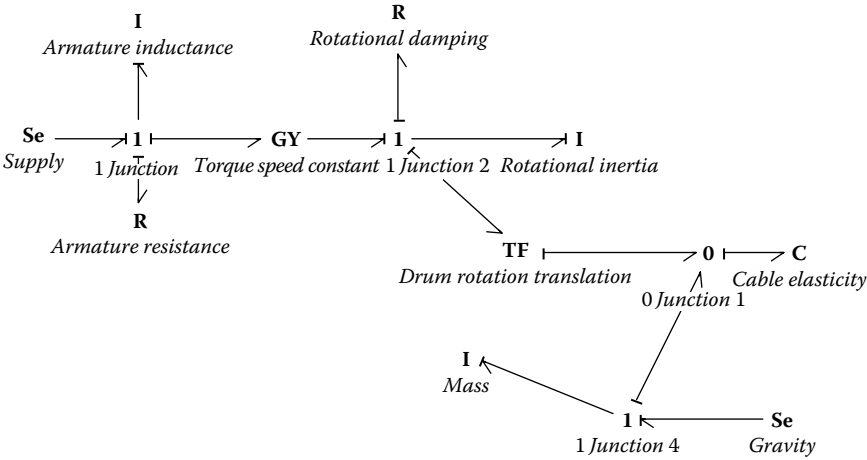 I
Armature inductance
R
Rotational damping
Se
Supply
1
1 Junction
GY
Torque speed constant
1
1 Junction 2
I
Rotational inertia
R
Armature resistance
TF
Drum rotation translation
0
0 Junction 1
C
Cable elasticity
I
Mass
1
1 Junction 4
Se
Gravity